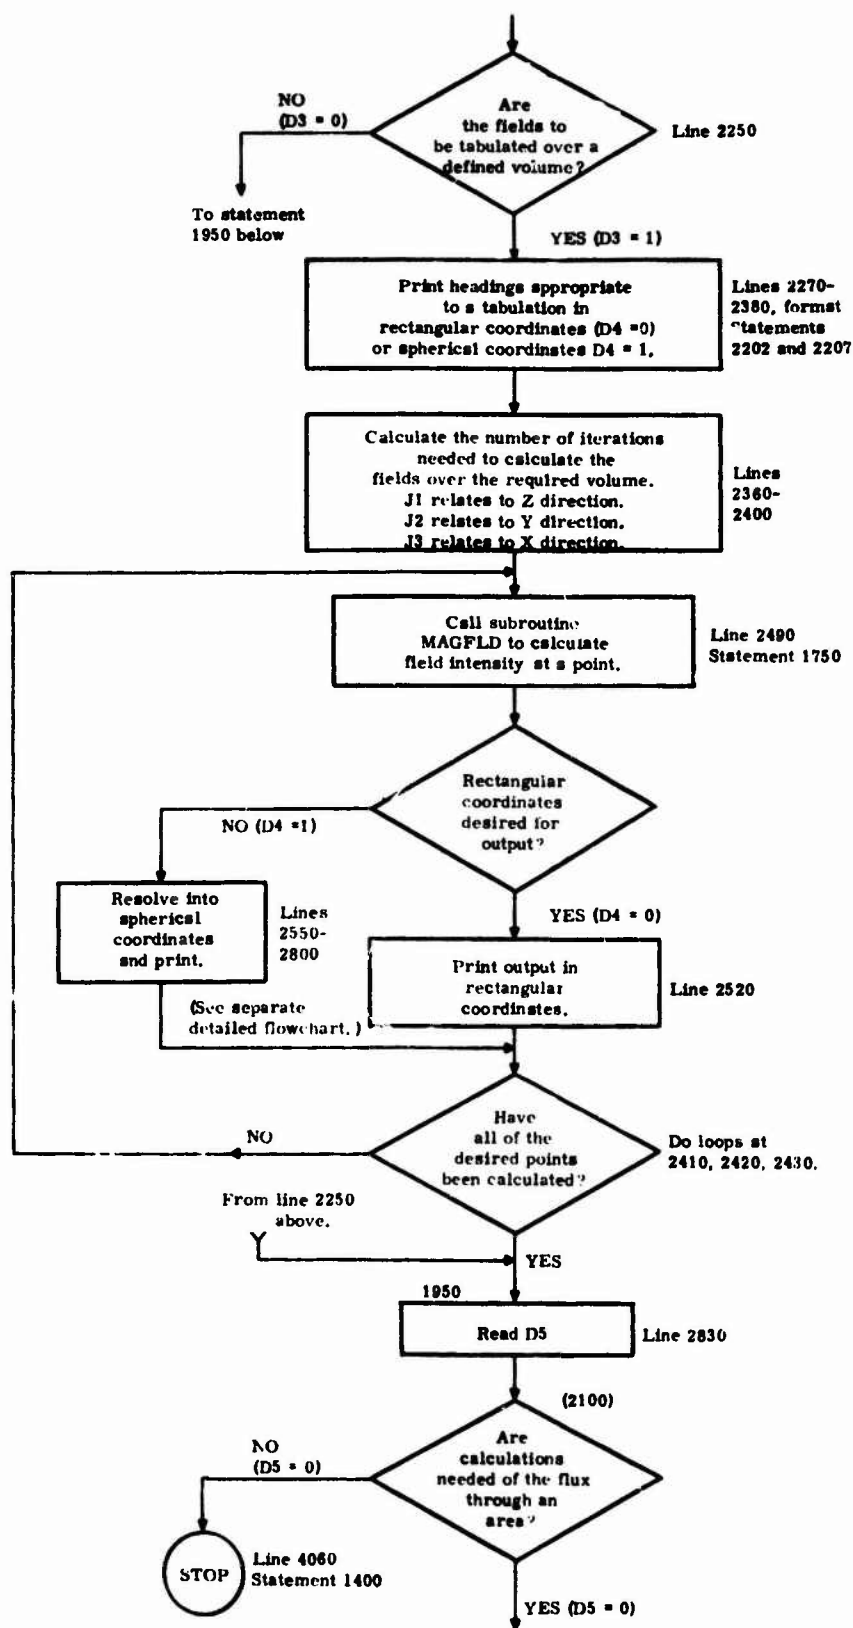 Are
the fields to
be tabulated over a
defined volume?
NO
(D3 = 0)
Line 2250
To statement
1950 below
YES (D3 = 1)
Print headings appropriate
to a tabulation in
rectangular coordinates (D4 =0)
or spherical coordinates D4 = 1.
Lines 2270-
2380, format
Statements
2202 and 2207
Calculate the number of iterations
needed to calculate the
fields over the required volume.
J1 relates to Z direction.
J2 relates to Y direction.
J3 relates to X direction.
Lines
2360-
2400
Call subroutine
MAGFLD to calculate
field intensity at a point.
Line 2490
Statement 1750
Rectangular
coordinates
desired for
output?
NO (D4 =1)
Resolve into
spherical
coordinates
and print.
Lines
2550-
2800
YES (D4 = 0)
Print output in
rectangular
coordinates.
Line 2520
(See separate
detailed flowchart.)
Have
all of the
desired points
been calculated?
NO
Do loops at
2410, 2420, 2430.
From line 2250
above.
YES
1950
Read D5
Line 2830
(2100)
Are
calculations
needed of the flux
through an
area?
NO
(D5 = 0)
STOP
Line 4060
Statement 1400
YES (D5 = 0)